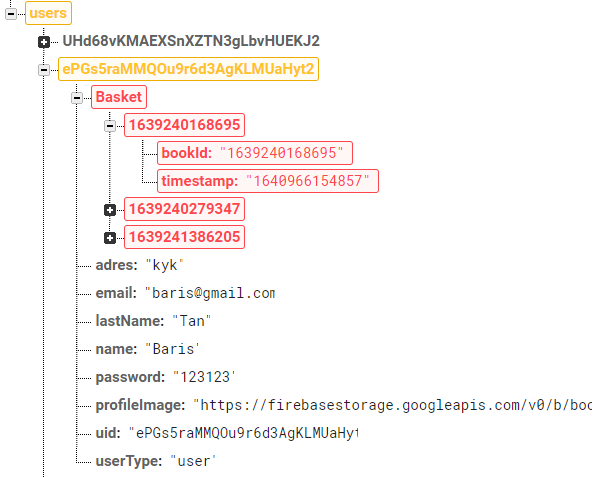 users
UHd68vKMAEXSnXZTN3gLbvHUEKJ2
ePGs5raMMQOu9r6d3AgKLMUaHyt2
Basket
1639240168695
bookId: "1639240168695"
timestamp: "1640966154857"
1639240279347
1639241386205
adres: "kyk"
email: "baris@gmail.com
lastName: "Tan"
name: "Baris'
password: "123123'
profileImage: "https://firebasestorage.googleapis.com/v0/b/boo
uid: "ePGs5raMMQOu9r6d3AgKLMUaHyt
userType: "user'